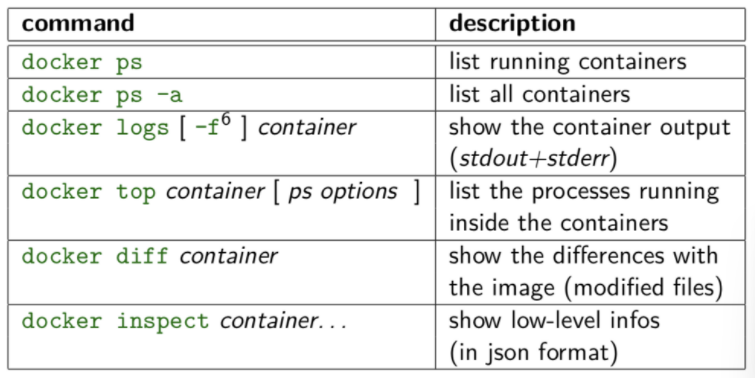 command description
docker ps list running containers
docker ps -a list all containers
docker logs [ -f⁶ ] container show the container output
(stdout+stderr)
docker top container [ ps options ] list the processes running
inside the containers
docker diff container show the differences with
the image (modified files)
docker inspect container... show low-level infos
(in json format)